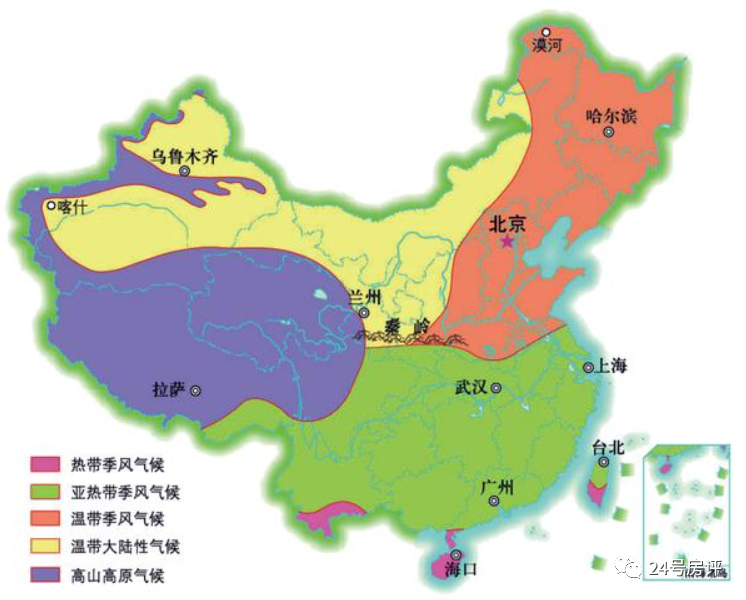 漠河
哈尔滨
乌鲁木齐
喀什
北京
兰州
秦岭
拉萨
武汉
上海
台北
广州
海口
热带季风气候
亚热带季风气候
温带季风气候
温带大陆性气候
高山高原气候
24号房评